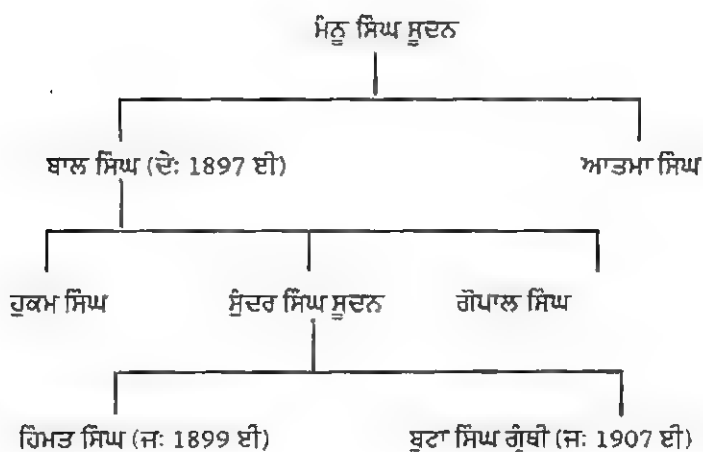 ਮੰਨੂ ਸਿੰਘ ਸੂਦਨ
ਬਾਲ ਸਿੰਘ (ਦੇ: 1897 ਈ) ਆਤਮਾ ਸਿੰਘ
ਹੁਕਮ ਸਿੰਘ ਸੁੰਦਰ ਸਿੰਘ ਸੂਦਨ ਗੋਪਾਲ ਸਿੰਘ
ਹਿੰਮਤ ਸਿੰਘ (ਜ: 1899 ਈ) ਬੂਟਾ ਸਿੰਘ ਗ੍ਰੰਥੀ (ਜ: 1907 ਈ)